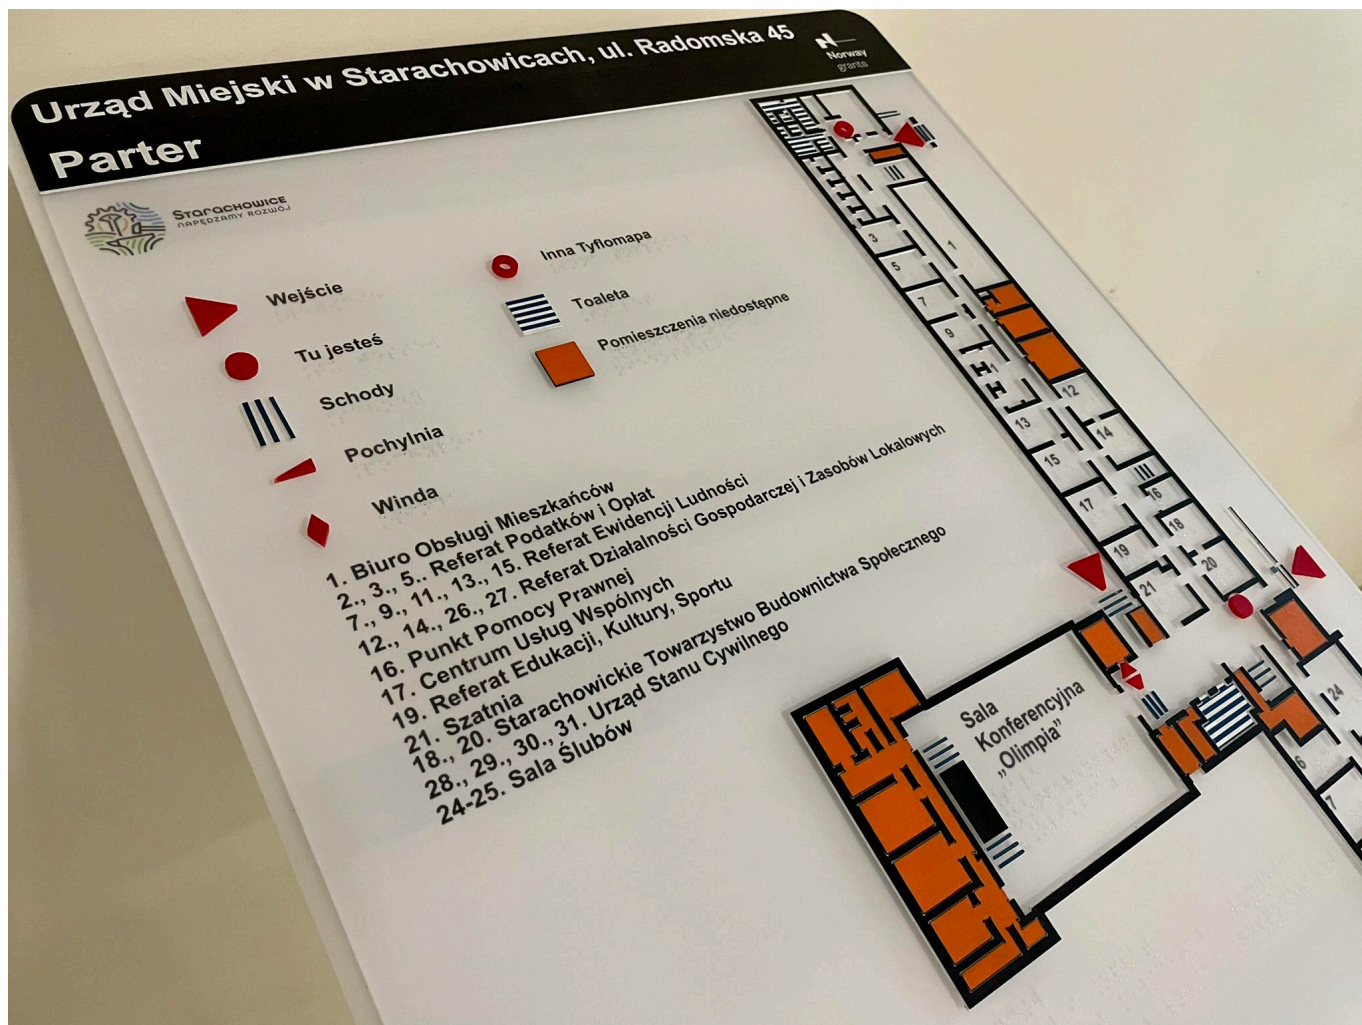 Urząd Miejski w Starachowicach, ul. Radomska 45
Parter
Norway
grants
STARACHOWICE
NAPĘDZAMY ROZWÓJ
Wejście
Tu jesteś
Schody
Pochylnia
Winda
Inna Tyflomapa
Toaleta
Pomieszczenia niedostępne
1. Biuro Obsługi Mieszkańców
2., 3., 5.. Referat Podatków i Opłat
7., 9., 11., 13., 15. Referat Ewidencji Ludności
12., 14., 26., 27. Referat Działalności Gospodarczej i Zasobów Lokalowych
16. Punkt Pomocy Prawnej
17. Centrum Usług Wspólnych
19. Referat Edukacji, Kultury, Sportu
21. Szatnia
18., 20. Starachowickie Towarzystwo Budownictwa Społecznego
28., 29., 30., 31. Urząd Stanu Cywilnego
24-25. Sala Ślubów
1
3
5
7
9
12
13
14
15
16
17
18
19
20
21
24
Sala
Konferencyjna
„Olimpia”